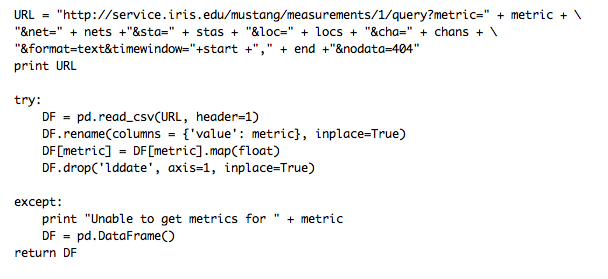 URL = "http://service.iris.edu/mustang/measurements/1/query?metric=" + metric + \
"&net=" + nets +"&sta=" + stas + "&loc=" + locs + "&cha=" + chans + \
"&format=text&timewindow="+start +"," + end +"&nodata=404"
print URL

try:
    DF = pd.read_csv(URL, header=1)
    DF.rename(columns = {'value': metric}, inplace=True)
    DF[metric] = DF[metric].map(float)
    DF.drop('lddate', axis=1, inplace=True)

except:
    print "Unable to get metrics for " + metric
    DF = pd.DataFrame()
return DF